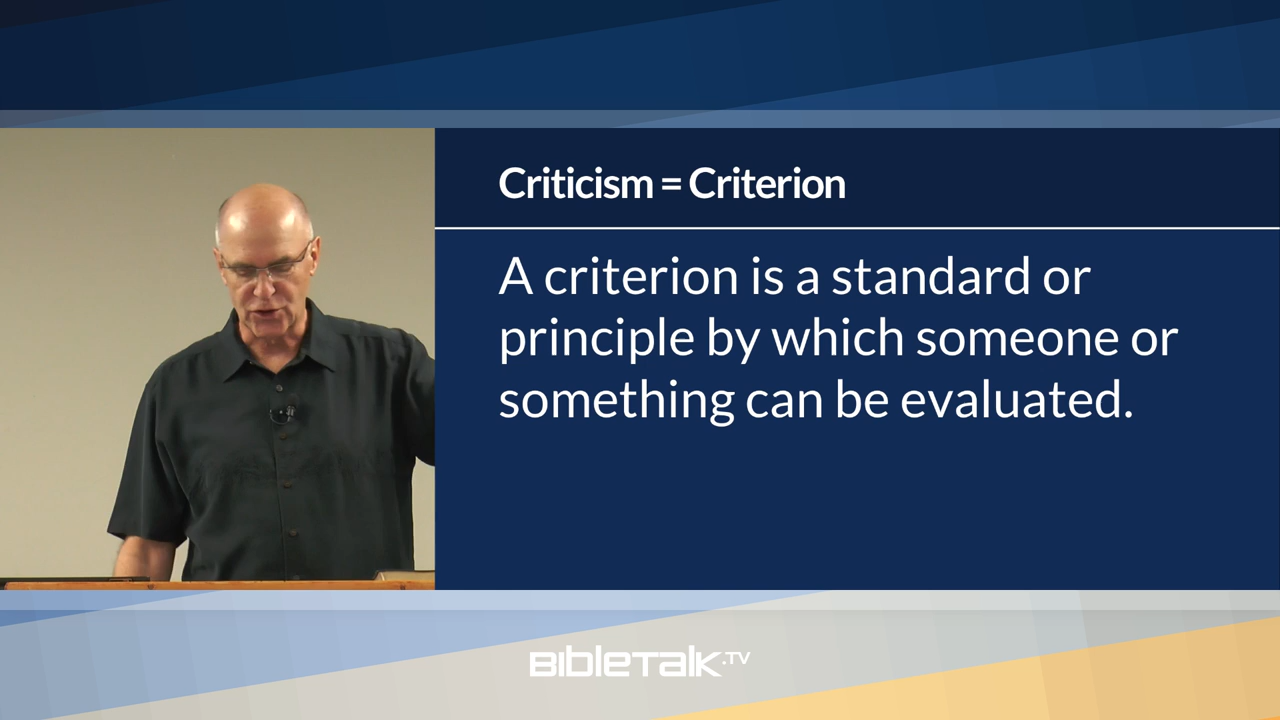 Criticism = Criterion
A criterion is a standard or
principle by which someone or
something can be evaluated.
BibleTalk.TV